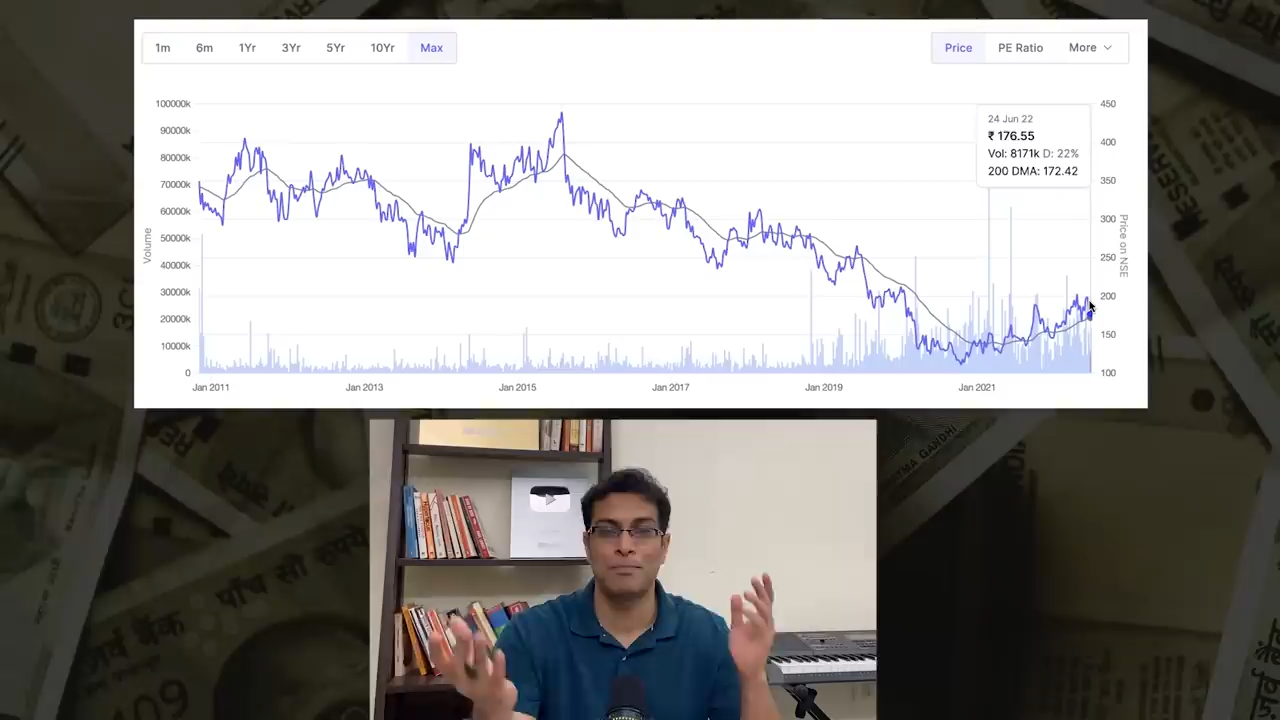 1m 6m 1Yr 3Yr 5Yr 10Yr Max
Price PE Ratio More
100000k
90000k
80000k
70000k
60000k
50000k
40000k
30000k
20000k
10000k
0
Volume
450
400
350
300
250
200
150
100
Price on NSE
24 Jun 22
₹ 176.55
Vol: 8171k D: 22%
200 DMA: 172.42
Jan 2011 Jan 2013 Jan 2015 Jan 2017 Jan 2019 Jan 2021
पाँच सौ रुपये